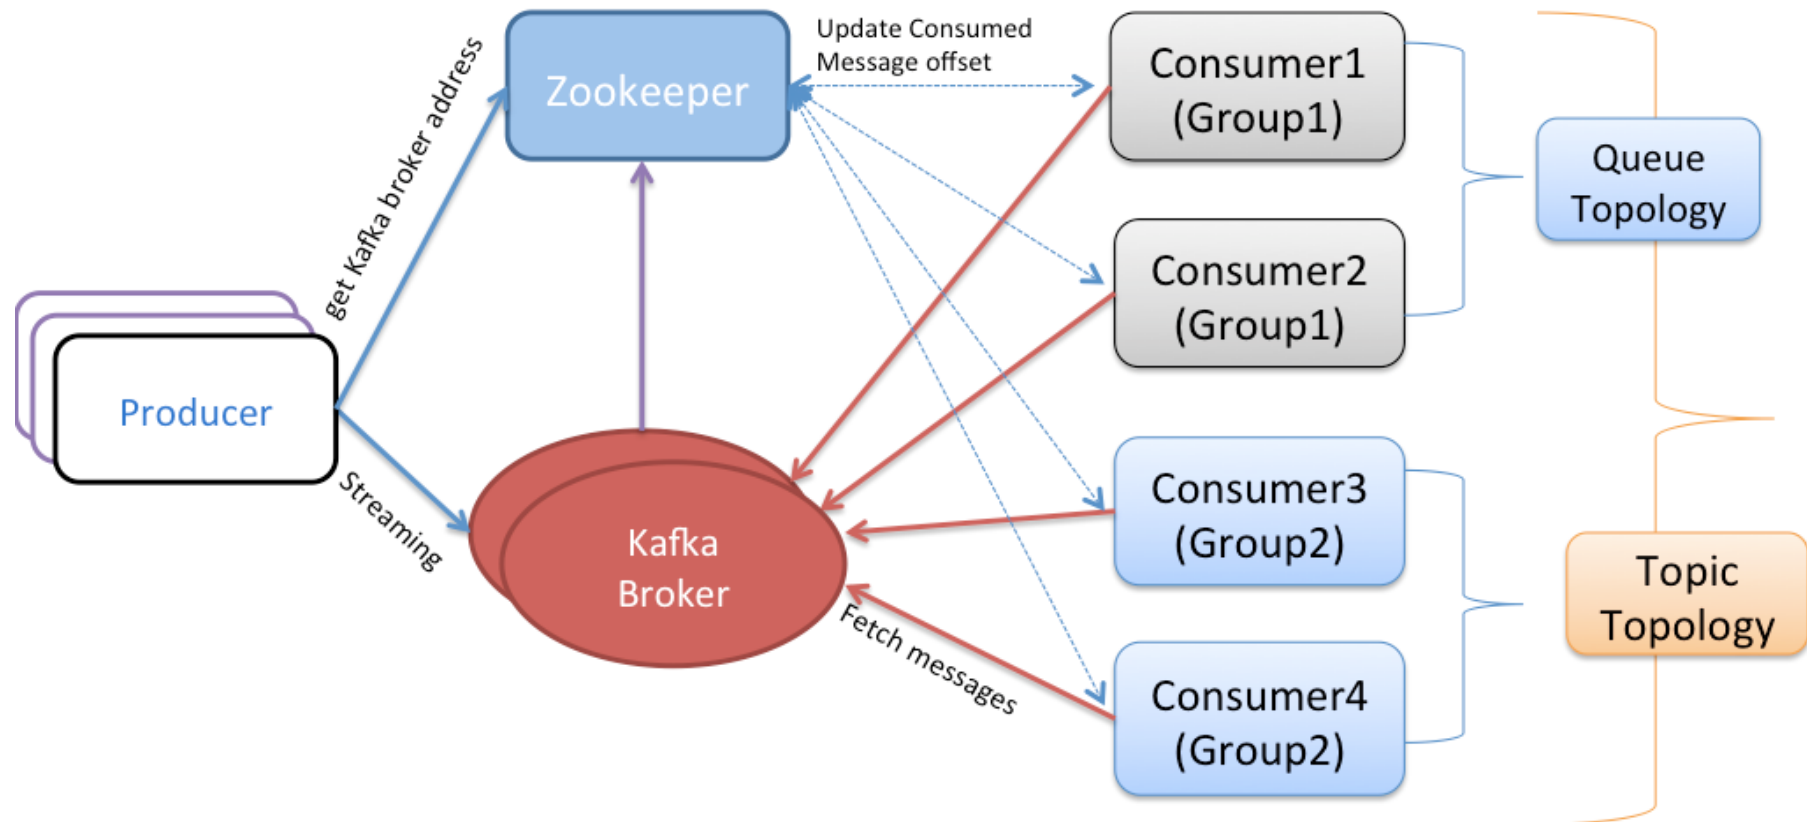 Update Consumed
Message offset
Zookeeper
get Kafka broker address
Producer
Streaming
Kafka
Broker
Fetch messages
Consumer1
(Group1)
Consumer2
(Group1)
Consumer3
(Group2)
Consumer4
(Group2)
Queue
Topology
Topic
Topology